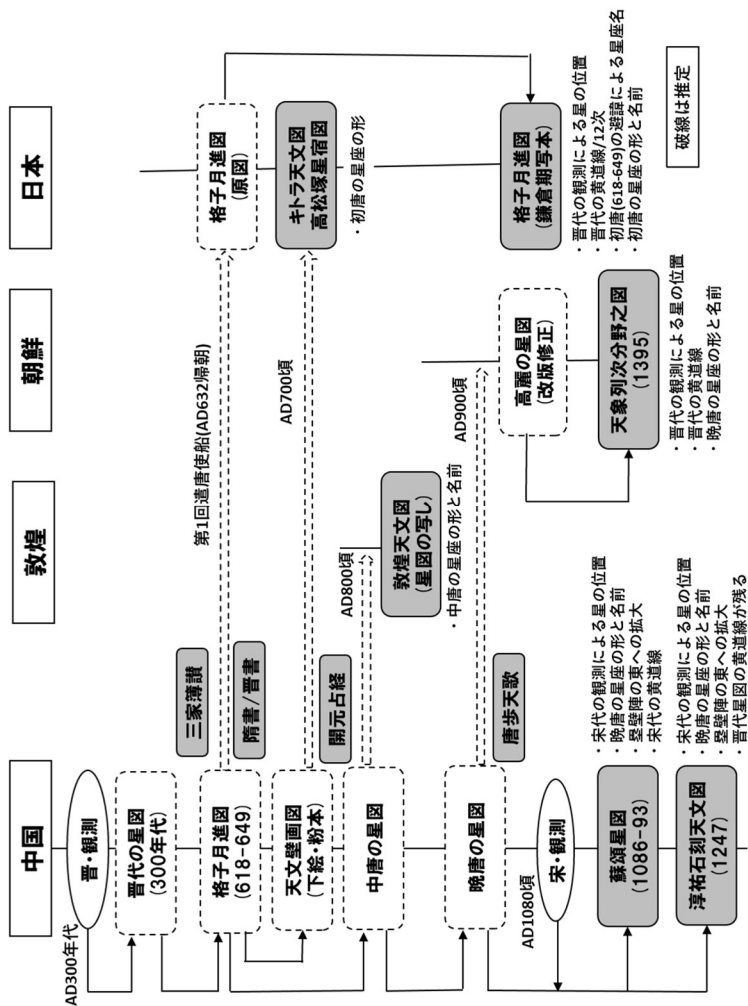 中国
敦煌
朝鮮
日本
AD300年代
晋・観測
晋代の星図
(300年代)
三家簿讃
格子月進図
(618-649)
隋書/晋書
第1回遣唐使船(AD632帰朝)
格子月進図
(原図)
天文壁画図
(下絵・粉本)
AD700頃
キトラ天文図
高松塚星宿図
・初唐の星座の形
開元占経
中唐の星図
AD800頃
敦煌天文図
(星図の写し)
・中唐の星座の形と名前
晩唐の星図
唐歩天歌
AD900頃
高麗の星図
(改版修正)
格子月進図
(鎌倉期写本)
・晋代の観測による星の位置
・晋代の黄道線/12次
・初唐(618-649)の避諱による星座名
・初唐の星座の形と名前
AD1080頃
宋・観測
天象列次分野之図
(1395)
・晋代の観測による星の位置
・晋代の黄道線
・晩唐の星座の形と名前
蘇頌星図
(1086-93)
・宋代の観測による星の位置
・晩唐の星座の形と名前
・塁壁陣の東への拡大
・宋代の黄道線
淳祐石刻天文図
(1247)
・宋代の観測による星の位置
・晩唐の星座の形と名前
・塁壁陣の東への拡大
・晋代星図の黄道線が残る
破線は推定